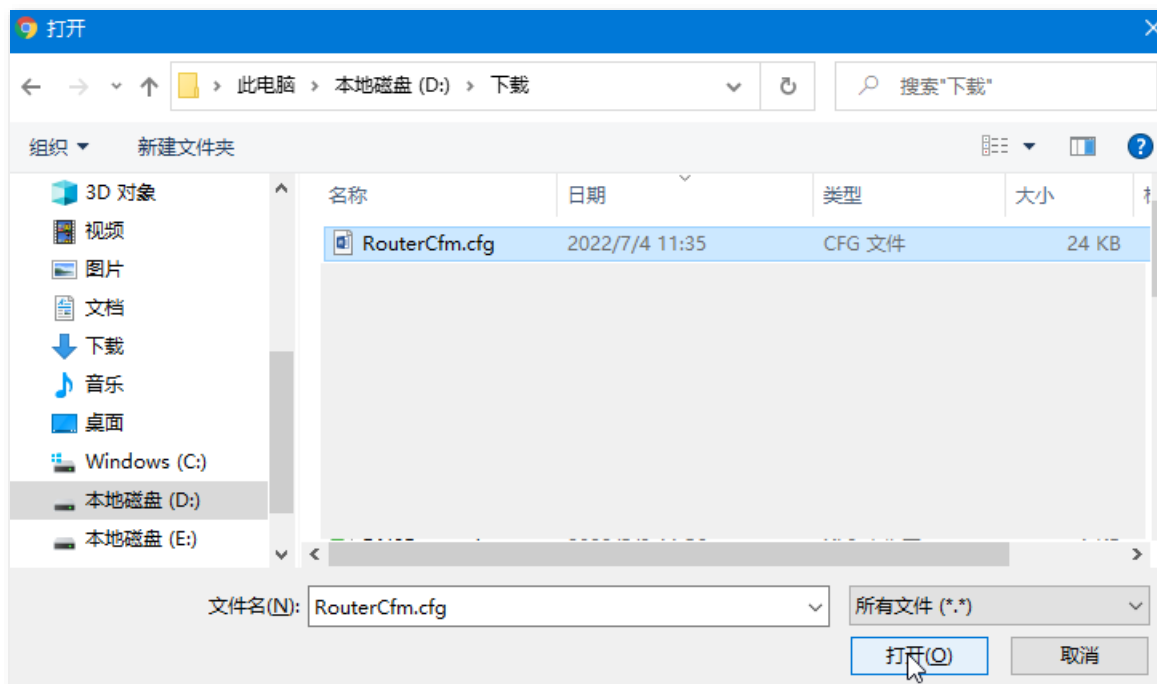 打开
此电脑 › 本地磁盘 (D:) › 下载
搜索"下载"
组织 新建文件夹
名称 日期 类型 大小
3D 对象
视频
图片
文档
下载
音乐
桌面
Windows (C:)
本地磁盘 (D:)
本地磁盘 (E:)
RouterCfm.cfg 2022/7/4 11:35 CFG 文件 24 KB
文件名(N): RouterCfm.cfg 所有文件 (*.*)
打开(O) 取消